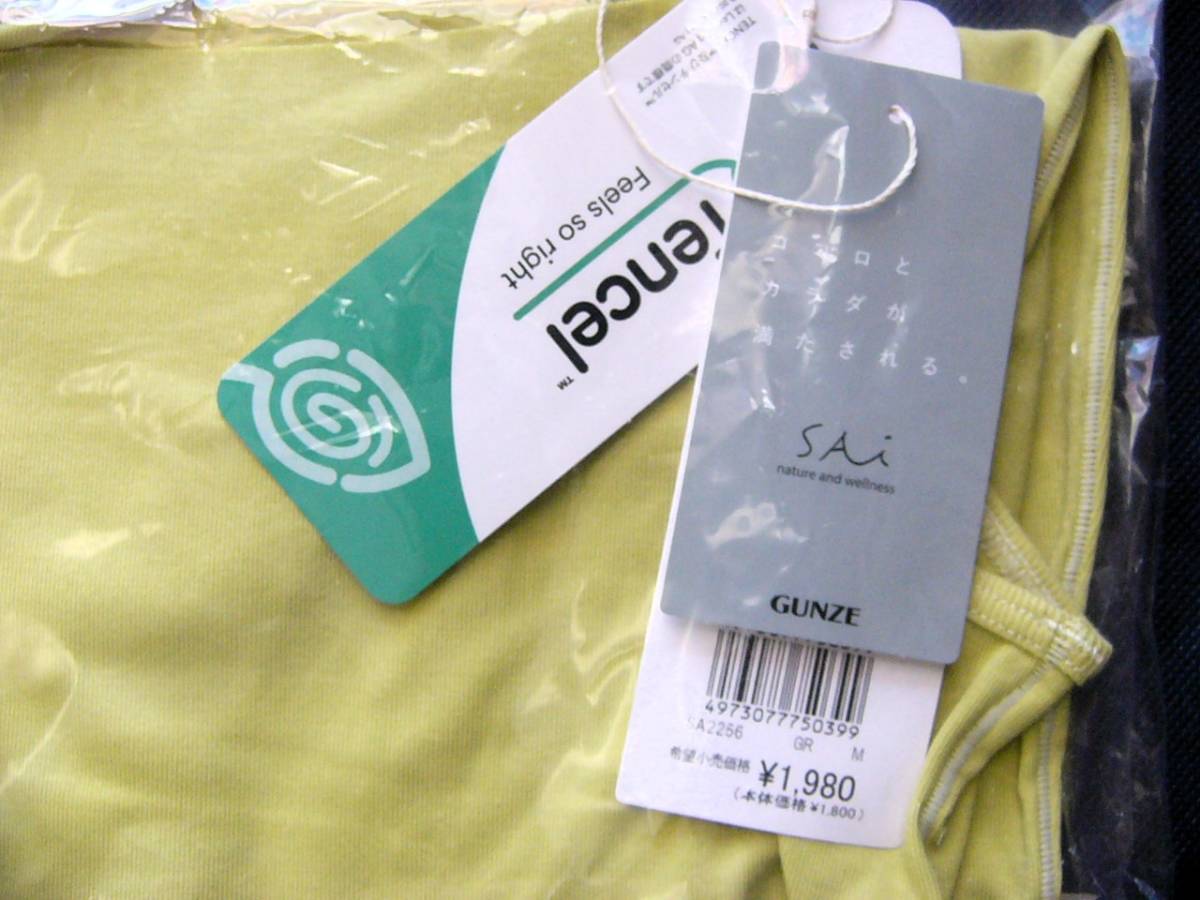 Tencel™
Feels so right
ココロと
カラダが
満たされる。
SAi
nature and wellness
GUNZE
4973077750399
SA2256 GR M
希望小売価格 ¥1,980
(本体価格¥1,800)